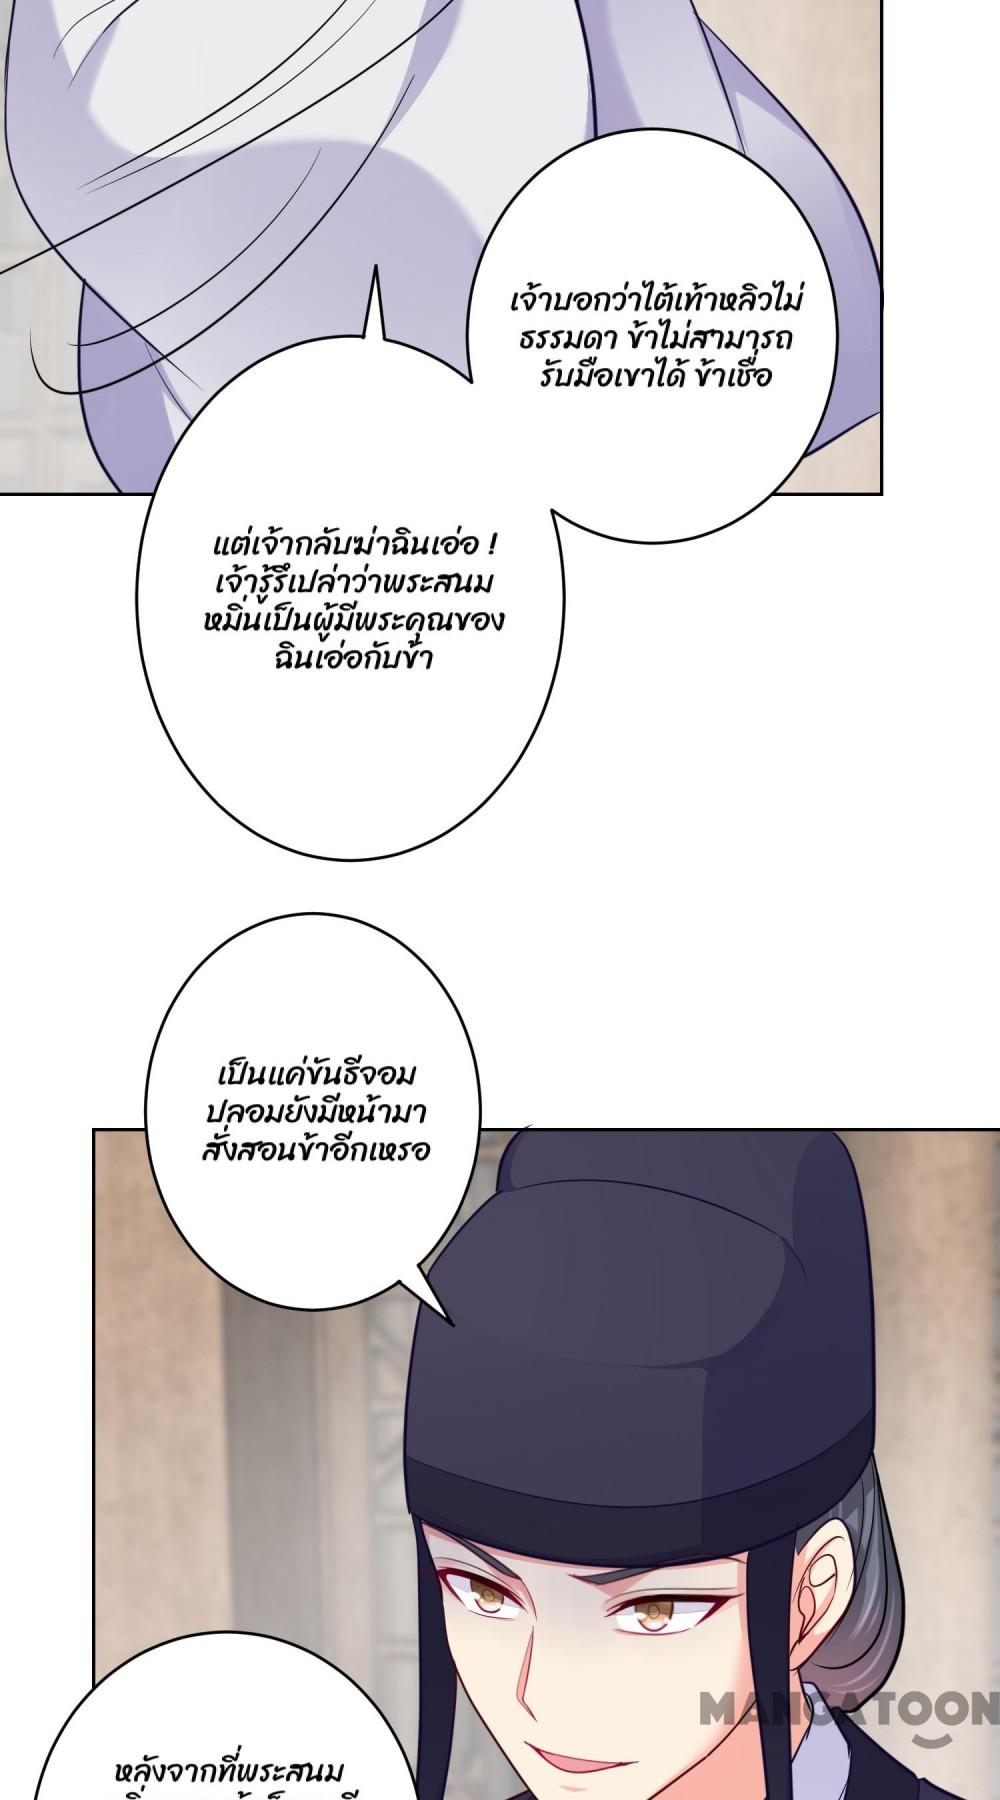 เจ้าบอกว่าไต้เท้าหลิวไม่
ธรรมดา ข้าไม่สามารถ
รับมือเขาได้ ข้าเชื่อ
แต่เจ้ากลับฆ่าฉินเอ่อ !
เจ้ารู้รึเปล่าว่าพระสนม
หมิ่นเป็นผู้มีพระคุณของ
ฉินเอ่อกับข้า
เป็นแค่ขันธีจอม
ปลอมยังมีหน้ามา
สั่งสอนข้าอีกเหรอ
MANGATOON
หลังจากที่พระสนม